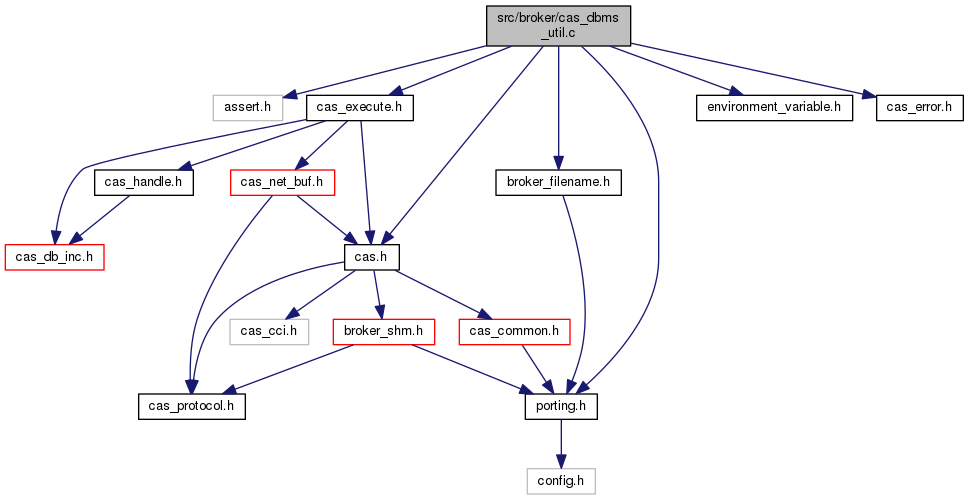 src/broker/cas_dbms
_util.c
assert.h
cas_execute.h
environment_variable.h
cas_error.h
cas_handle.h
cas_net_buf.h
broker_filename.h
cas_db_inc.h
cas.h
cas_cci.h
broker_shm.h
cas_common.h
cas_protocol.h
porting.h
config.h